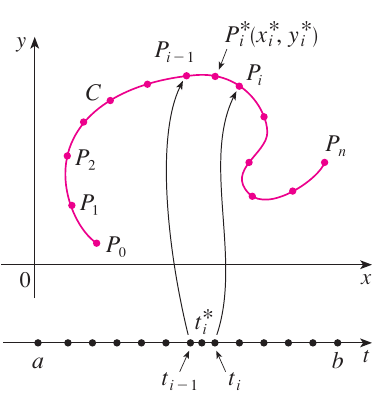 y
P_i^*(x_i^*, y_i^*)
P_{i-1}
P_i
C
P_2
P_n
P_1
P_0
0
x
t_i^*
a
b
t
t_{i-1}
t_i